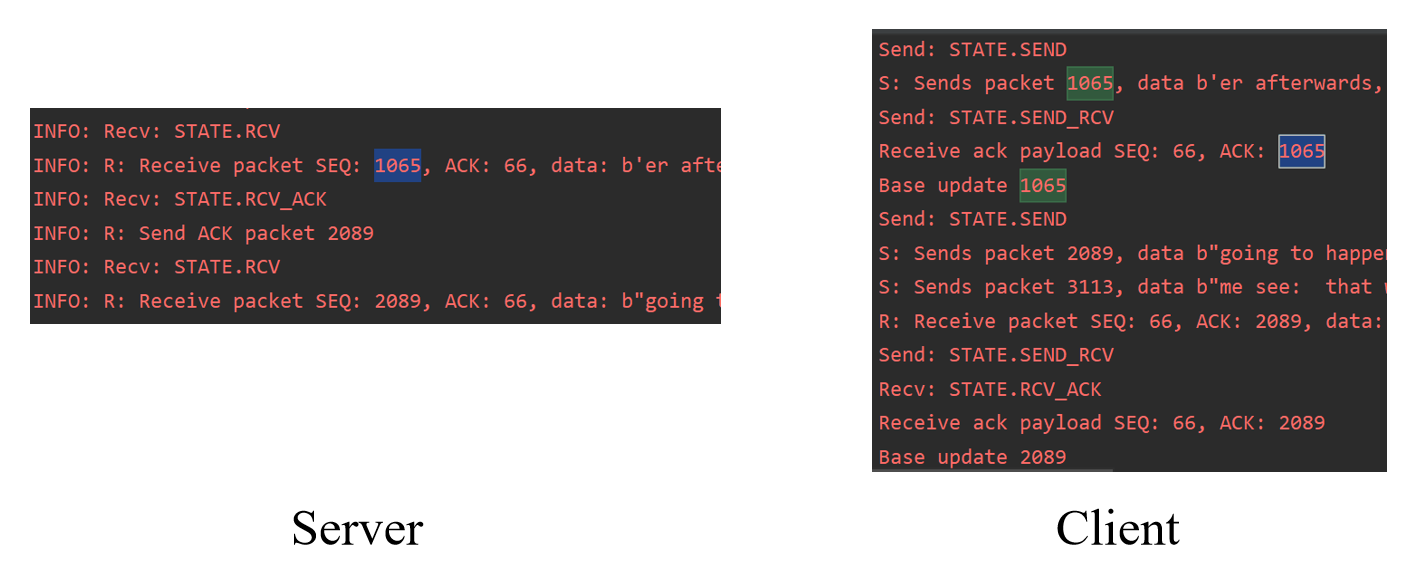 INFO: Recv: STATE.RCV
INFO: R: Receive packet SEQ: 1065, ACK: 66, data: b'er afte
INFO: Recv: STATE.RCV_ACK
INFO: R: Send ACK packet 2089
INFO: Recv: STATE.RCV
INFO: R: Receive packet SEQ: 2089, ACK: 66, data: b"going t
Server
Send: STATE.SEND
S: Sends packet 1065, data b'er afterwards,
Send: STATE.SEND_RCV
Receive ack payload SEQ: 66, ACK: 1065
Base update 1065
Send: STATE.SEND
S: Sends packet 2089, data b"going to happen
S: Sends packet 3113, data b"me see:  that w
R: Receive packet SEQ: 66, ACK: 2089, data:
Send: STATE.SEND_RCV
Recv: STATE.RCV_ACK
Receive ack payload SEQ: 66, ACK: 2089
Base update 2089
Client